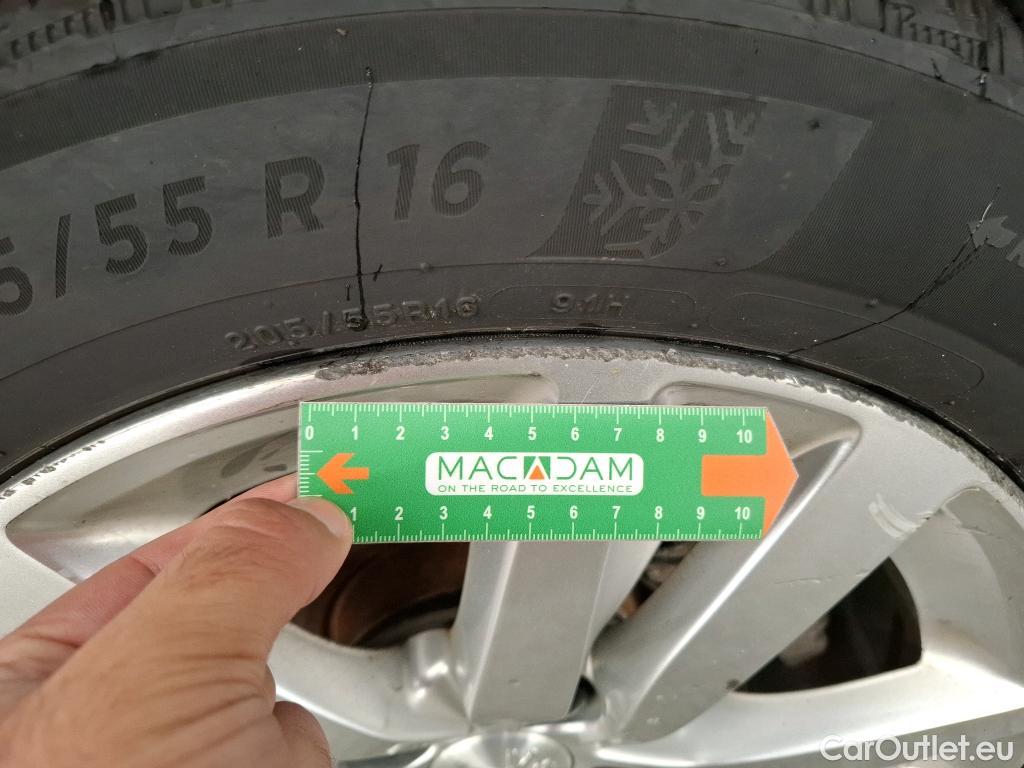 5/55 R 16
205/55R16 91H
0 1 2 3 4 5 6 7 8 9 10
MACADAM
ON THE ROAD TO EXCELLENCE
1 2 3 4 5 6 7 8 9 10
CarOutlet.eu